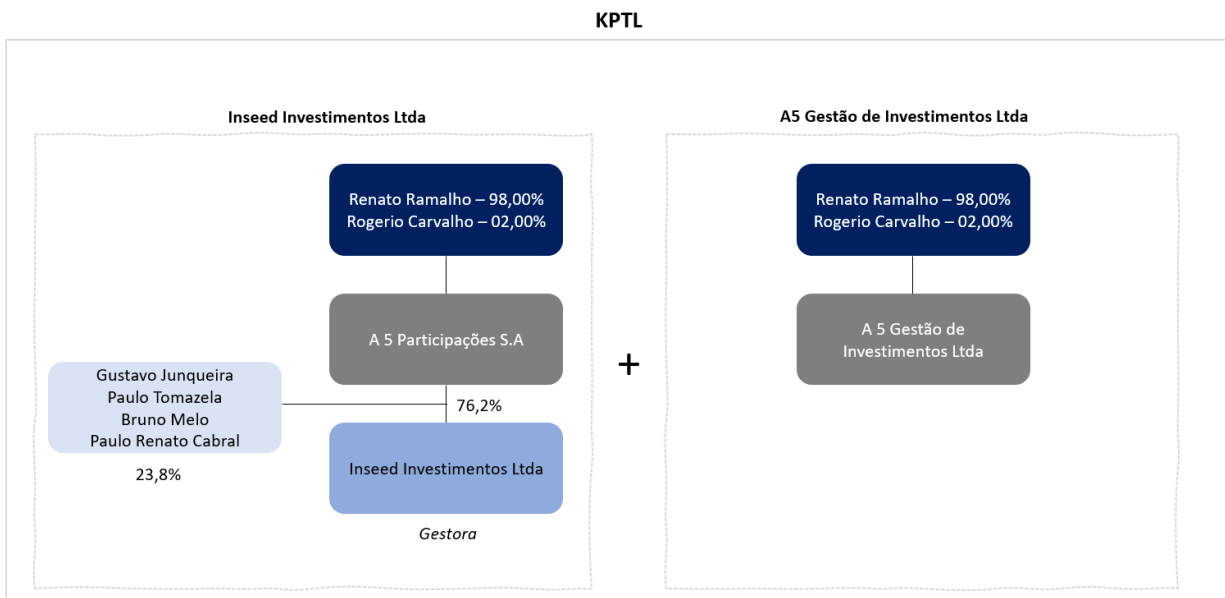 KPTL
Inseed Investimentos Ltda
Renato Ramalho – 98,00%
Rogerio Carvalho – 02,00%
A 5 Participações S.A
76,2%
Gustavo Junqueira
Paulo Tomazela
Bruno Melo
Paulo Renato Cabral
23,8%
Inseed Investimentos Ltda
Gestora
+
A5 Gestão de Investimentos Ltda
Renato Ramalho – 98,00%
Rogerio Carvalho – 02,00%
A 5 Gestão de
Investimentos Ltda